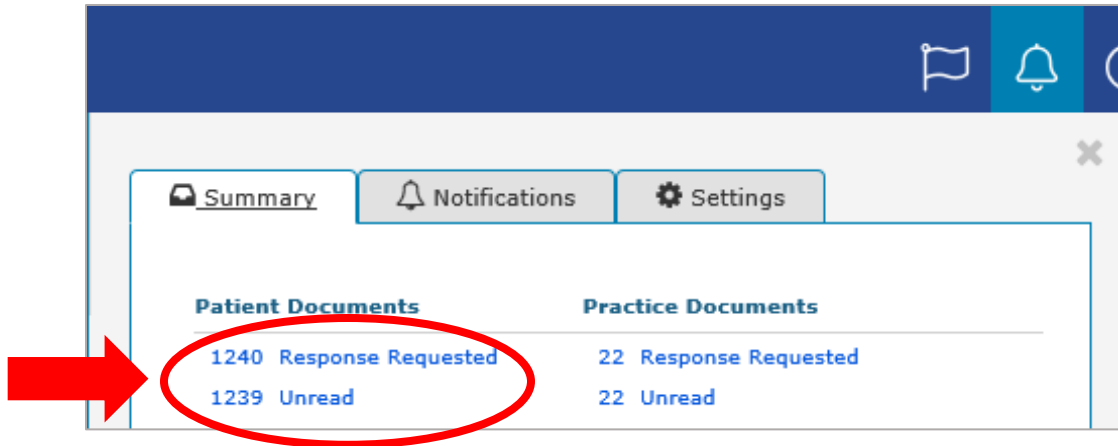 Summary Notifications Settings
Patient Documents Practice Documents
1240 Response Requested 22 Response Requested
1239 Unread 22 Unread